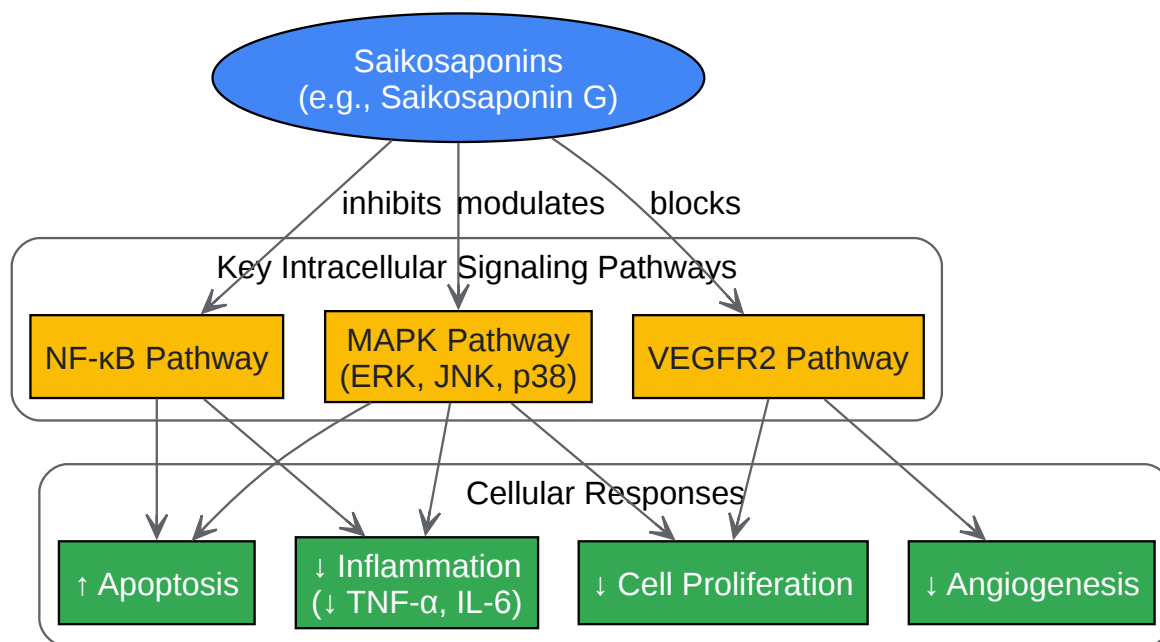 Saikosaponins
(e.g., Saikosaponin G)
inhibits
modulates
blocks
Key Intracellular Signaling Pathways
NF-κB Pathway
MAPK Pathway
(ERK, JNK, p38)
VEGFR2 Pathway
Cellular Responses
↑ Apoptosis
↓ Inflammation
(↓ TNF-α, IL-6)
↓ Cell Proliferation
↓ Angiogenesis